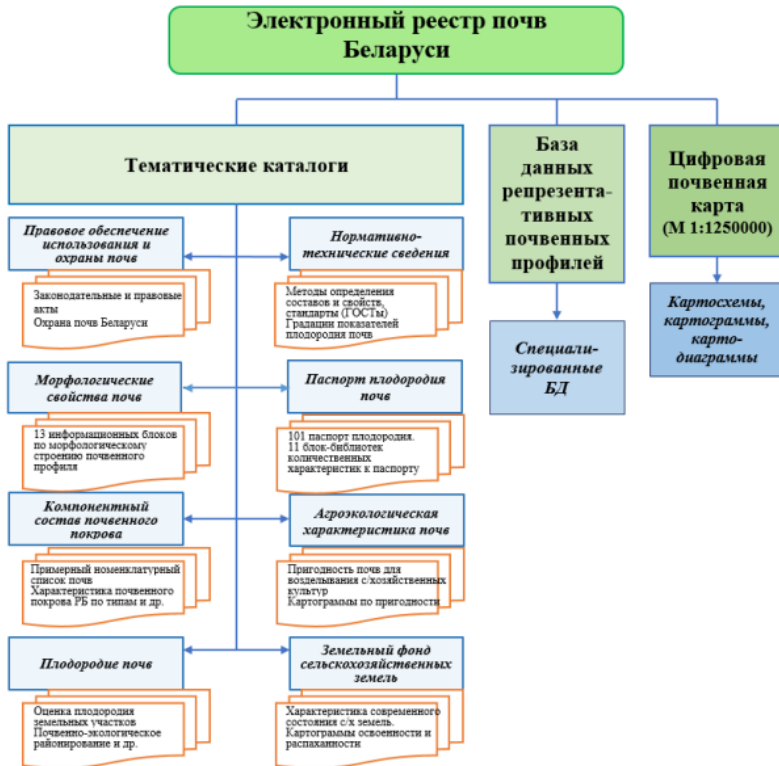 Электронный реестр почв
Беларуси
Тематические каталоги
База
данных
репрезента-
тивных
почвенных
профилей
Цифровая
почвенная
карта
(М 1:1250000)
Правовое обеспечение
использования и
охраны почв
Законодательные и правовые
акты
Охрана почв Беларуси
Нормативно-
технические сведения
Методы определения
составов и свойств,
стандарты (ГОСТы)
Градации показателей
плодородия почв
Специали-
зированные
БД
Картосхемы,
картограммы,
карто-
диаграммы
Морфологические
свойства почв
13 информационных блоков
по морфологическому
строению почвенного
профиля
Паспорт плодородия
почв
101 паспорт плодородия.
11 блок-библиотек
количественных
характеристик к паспорту
Компонентный
состав почвенного
покрова
Примерный номенклатурный
список почв
Характеристика почвенного
покрова РБ по типам и др.
Агроэкологическая
характеристика почв
Пригодность почв для
возделывания с/хозяйственных
культур
Картограммы по пригодности
Плодородие почв
Оценка плодородия
земельных участков
Почвенно-экологическое
районирование и др.
Земельный фонд
сельскохозяйственных
земель
Характеристика современного
состояния с/х земель.
Картограммы освоенности и
распаханности